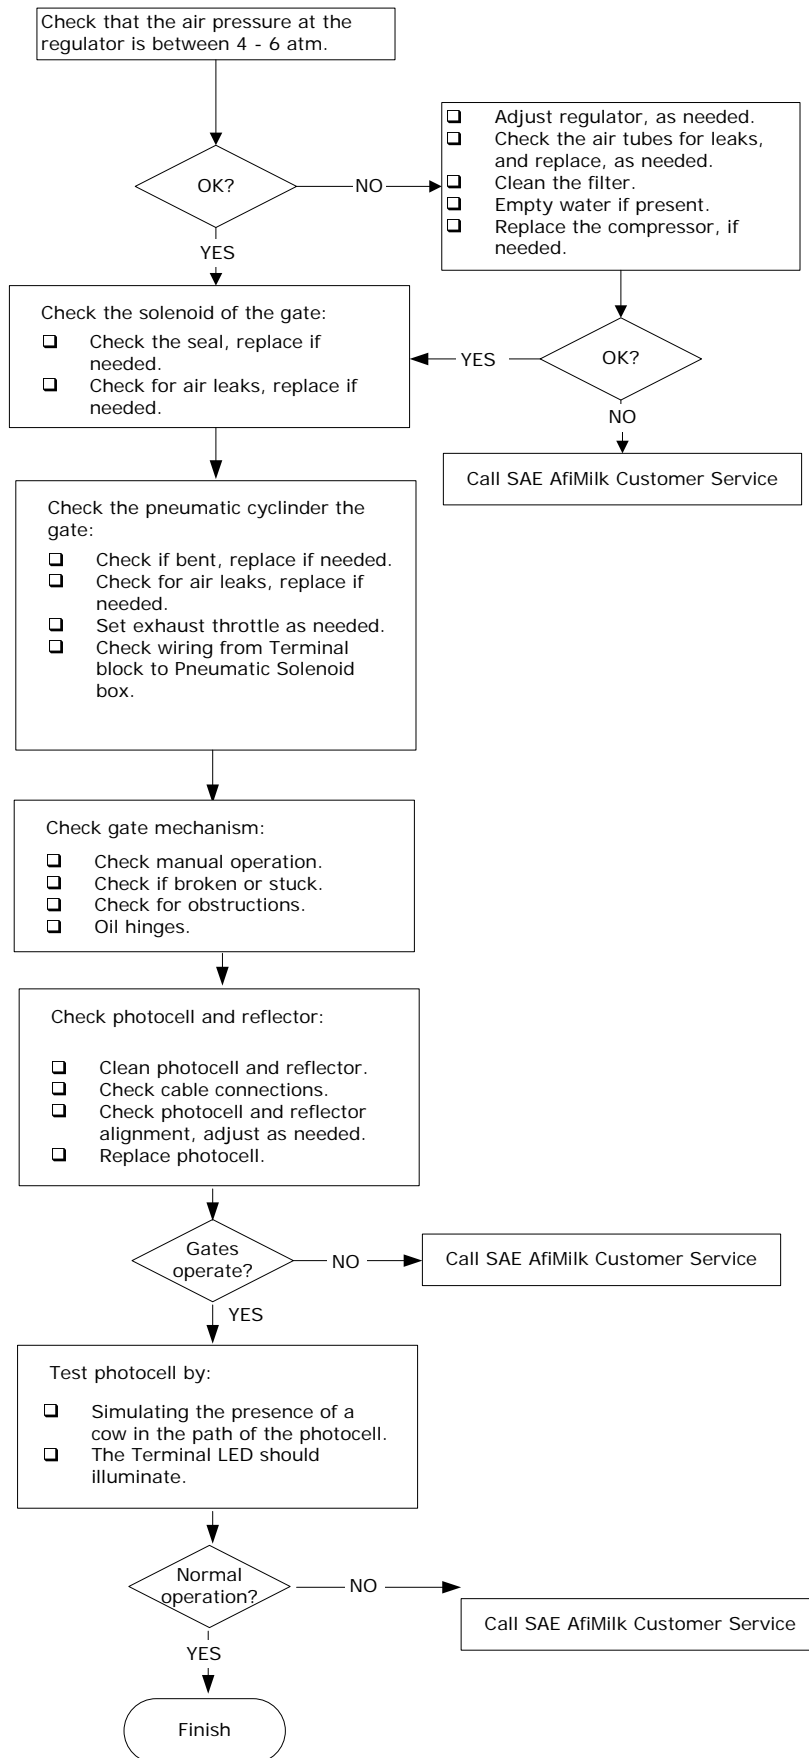 Check that the air pressure at the
regulator is between 4 - 6 atm.
OK?
NO
Adjust regulator, as needed.
Check the air tubes for leaks,
and replace, as needed.
Clean the filter.
Empty water if present.
Replace the compressor, if
needed.
YES
Check the solenoid of the gate:
Check the seal, replace if
needed.
Check for air leaks, replace if
needed.
YES
OK?
NO
Call SAE AfiMilk Customer Service
Check the pneumatic cyclinder the
gate:
Check if bent, replace if needed.
Check for air leaks, replace if
needed.
Set exhaust throttle as needed.
Check wiring from Terminal
block to Pneumatic Solenoid
box.
Check gate mechanism:
Check manual operation.
Check if broken or stuck.
Check for obstructions.
Oil hinges.
Check photocell and reflector:
Clean photocell and reflector.
Check cable connections.
Check photocell and reflector
alignment, adjust as needed.
Replace photocell.
Gates
operate?
NO
Call SAE AfiMilk Customer Service
YES
Test photocell by:
Simulating the presence of a
cow in the path of the photocell.
The Terminal LED should
illuminate.
Normal
operation?
NO
Call SAE AfiMilk Customer Service
YES
Finish